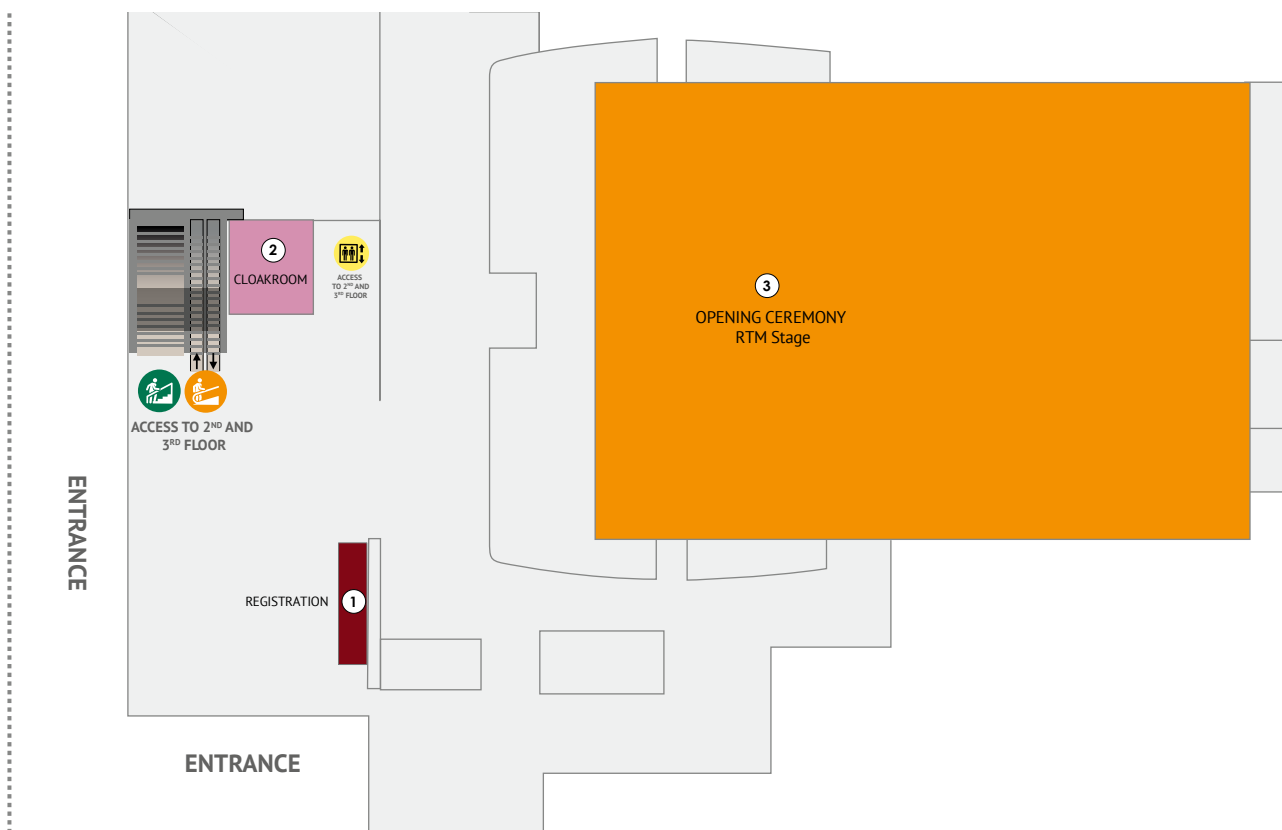 2
CLOAKROOM
ACCESS
TO 2ND AND
3RD FLOOR
3
OPENING CEREMONY
RTM Stage
ACCESS TO 2ND AND
3RD FLOOR
ENTRANCE
REGISTRATION
1
ENTRANCE